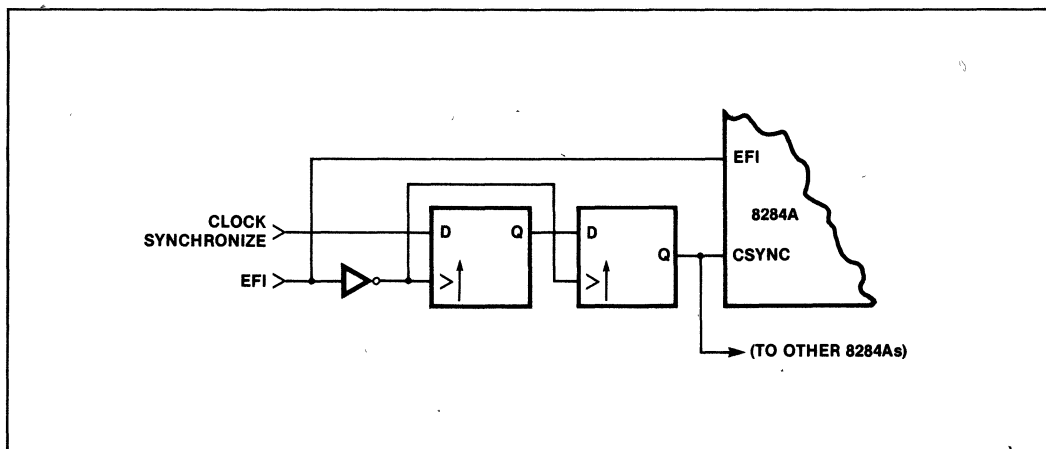 EFI
8284A
CLOCK
SYNCHRONIZE
D Q
D
Q
CSYNC
EFI
(TO OTHER 8284As)